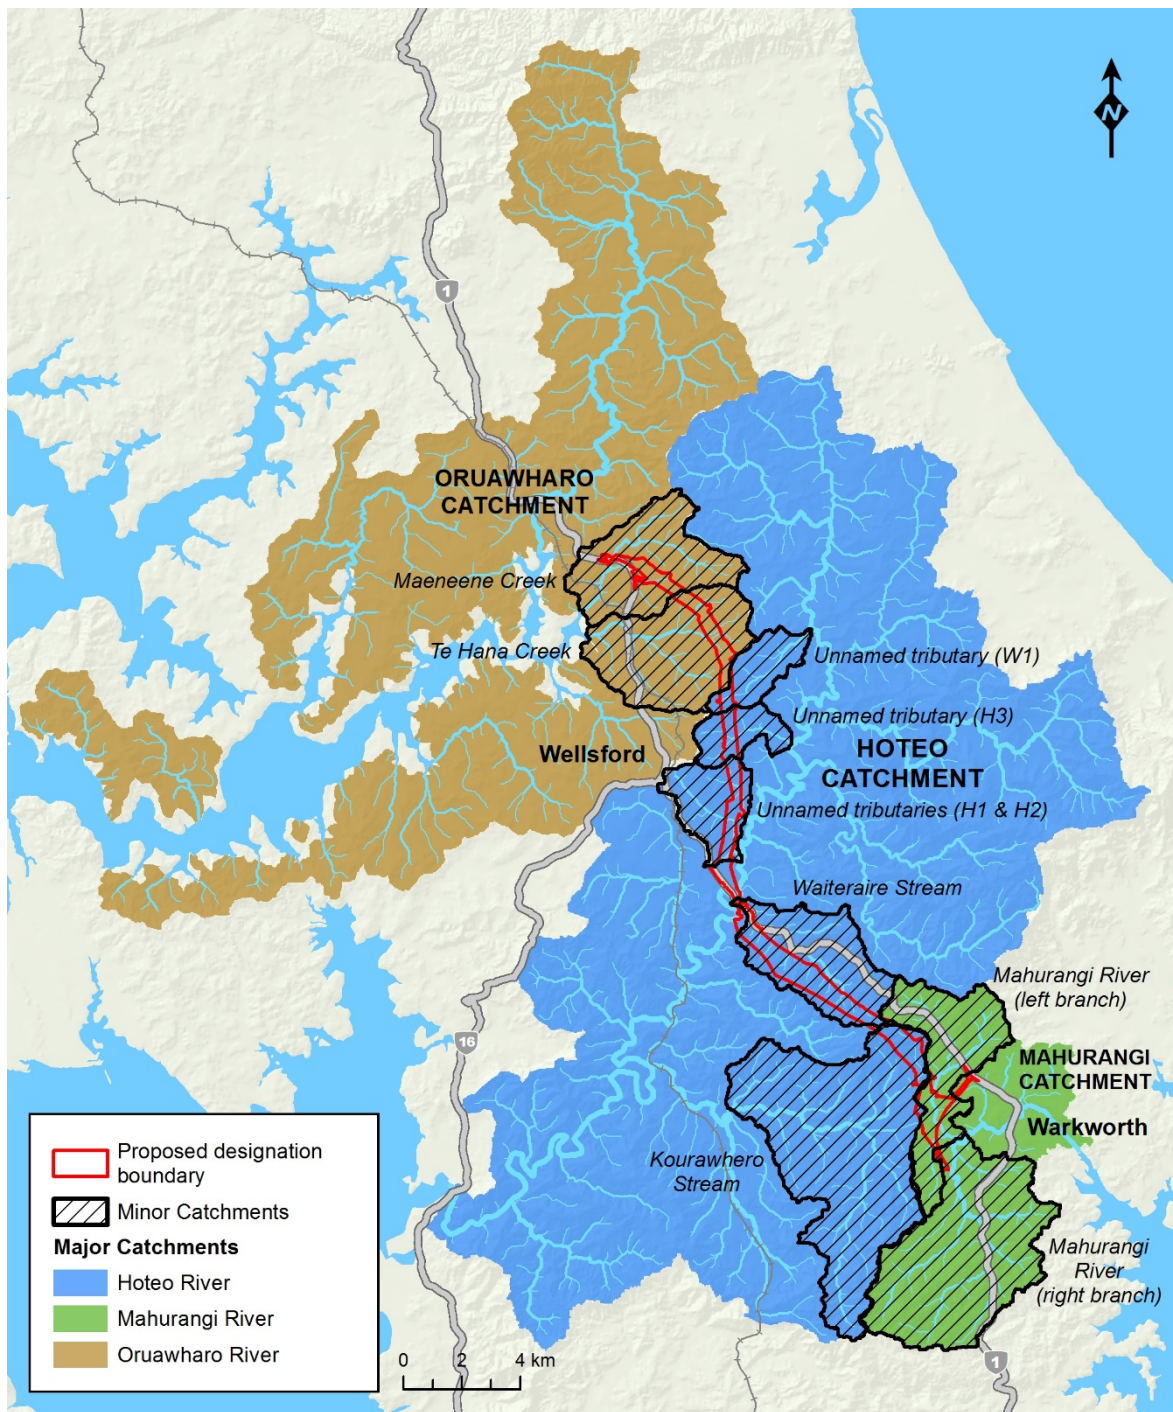 N
1
ORUAWHARO
CATCHMENT
Maeneene Creek
Te Hana Creek
Unnamed tributary (W1)
Unnamed tributary (H3)
Wellsford
HOTEO
CATCHMENT
Unnamed tributaries (H1 & H2)
Waiteraire Stream
Mahurangi River
(left branch)
16
MAHURANGI
CATCHMENT
Warkworth
Kourawhero
Stream
Mahurangi
River
(right branch)
1
Proposed designation
boundary
Minor Catchments
Major Catchments
Hoteo River
Mahurangi River
Oruawharo River
0 2 4 km